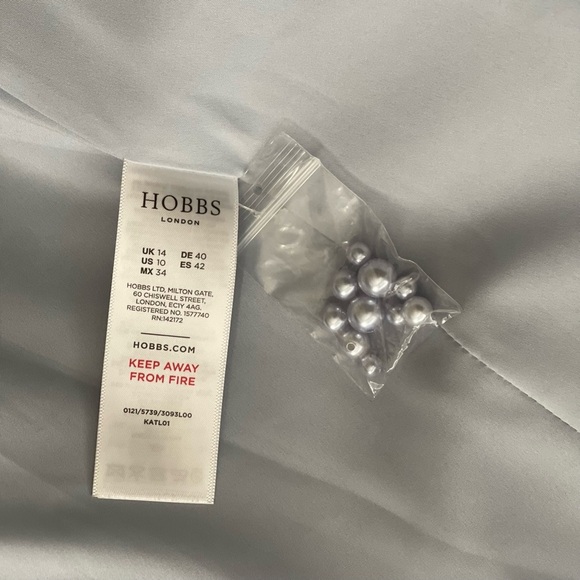 HOBBS
LONDON
UK 14 DE 40
US 10 ES 42
MX 34
HOBBS LTD, MILTON GATE,
60 CHISWELL STREET,
LONDON, EC1Y 4AG.
REGISTERED NO. 1577740
RN:142172
HOBBS.COM
KEEP AWAY
FROM FIRE
0121/5739/3093L00
KATL01